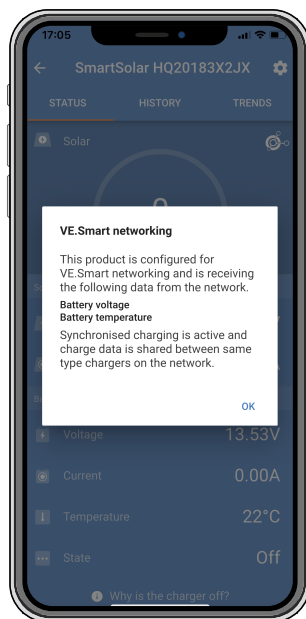 17:05
SmartSolar HQ20183X2JX
STATUS HISTORY TRENDS
Solar
VE.Smart networking
This product is configured for
VE.Smart networking and is receiving
the following data from the network.
Battery voltage
Battery temperature
Synchronised charging is active and
charge data is shared between same
type chargers on the network.
OK
Voltage 13.53V
Current 0.00A
Temperature 22°C
State Off
Why is the charger off?